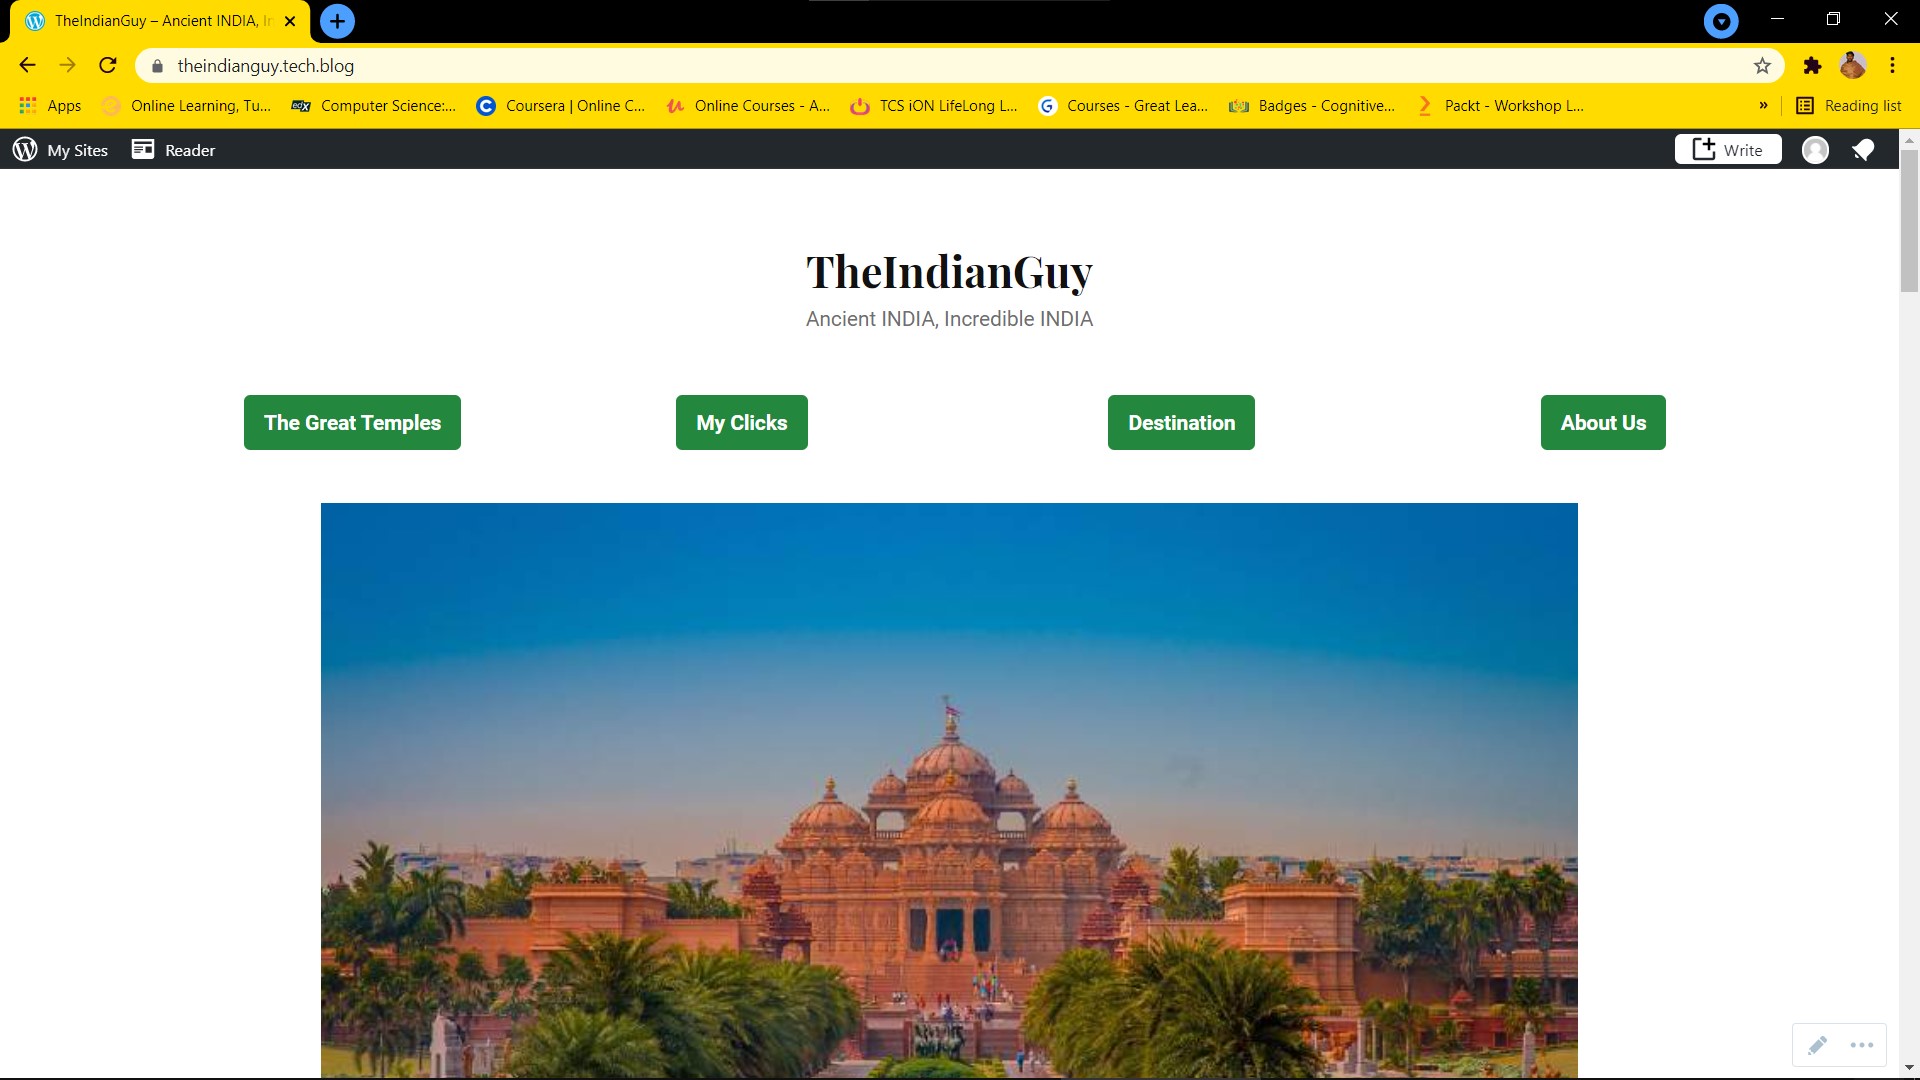 TheIndianGuy – Ancient INDIA, In
theindianguy.tech.blog
Apps Online Learning, Tu... edX Computer Science:... Coursera | Online C... Online Courses - A... TCS iON LifeLong L... Courses - Great Lea... Badges - Cognitive... Packt - Workshop L... » Reading list
My Sites Reader Write
TheIndianGuy
Ancient INDIA, Incredible INDIA
The Great Temples My Clicks Destination About Us